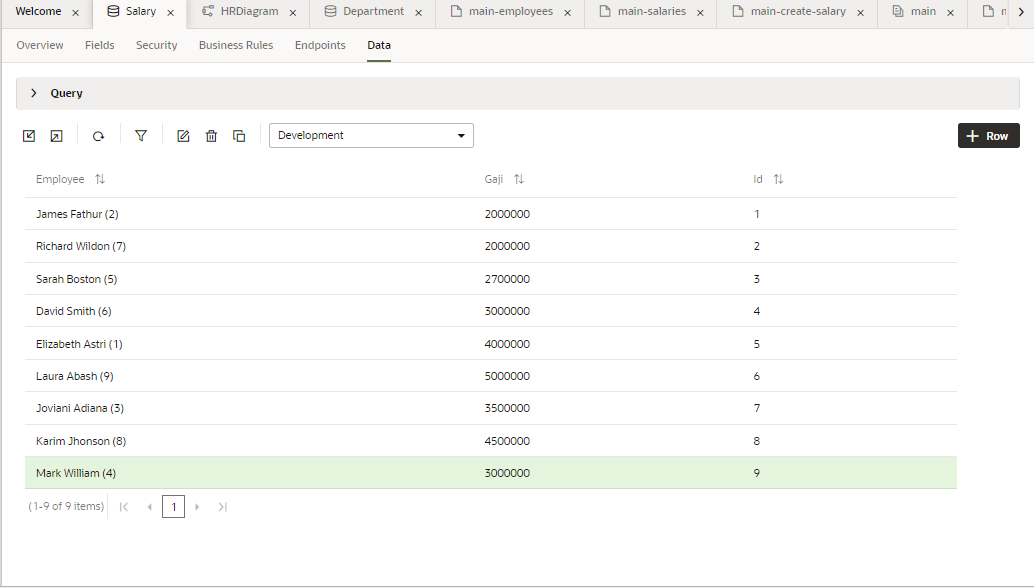 Welcome × Salary × HRDiagram × Department × main-employees × main-salaries × main-create-salary × main ×
Overview Fields Security Business Rules Endpoints Data
Query
Development + Row
Employee Gaji Id
James Fathur (2) 2000000 1
Richard Wildon (7) 2000000 2
Sarah Boston (5) 2700000 3
David Smith (6) 3000000 4
Elizabeth Astri (1) 4000000 5
Laura Abash (9) 5000000 6
Joviani Adiana (3) 3500000 7
Karim Jhonson (8) 4500000 8
Mark William (4) 3000000 9
(1-9 of 9 items) 1